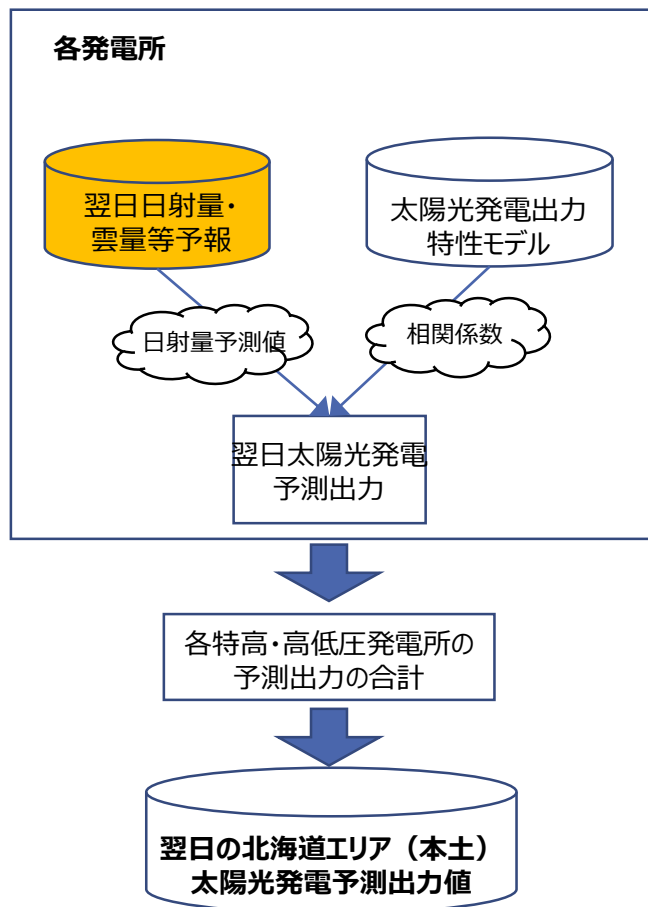 各発電所
翌日日射量・
雲量等予報
太陽光発電出力
特性モデル
日射量予測値
相関係数
翌日太陽光発電
予測出力
各特高・高低圧発電所の
予測出力の合計
翌日の北海道エリア（本土）
太陽光発電予測出力値